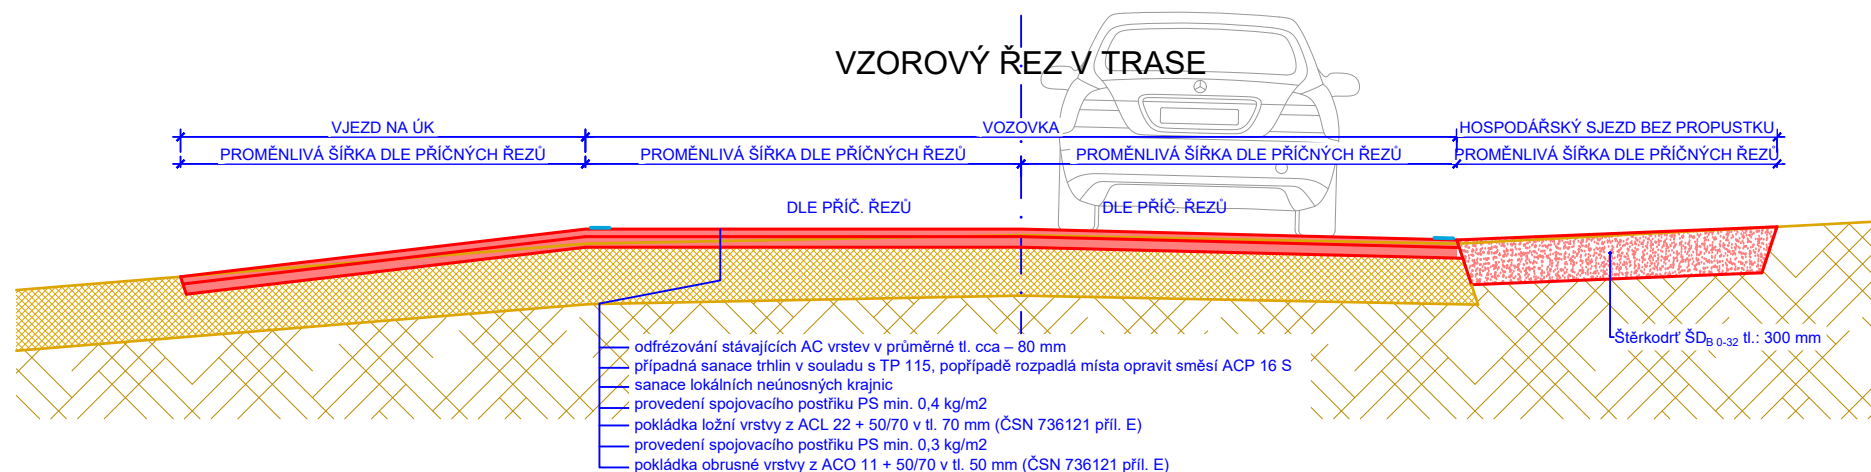 VZOROVÝ ŘEZ V TRASE
VJEZD NA ÚK
VOZOVKA
HOSPODÁŘSKÝ SJEZD BEZ PROPUSTKU
PROMĚNLIVÁ ŠÍŘKA DLE PŘÍČNÝCH ŘEZŮ
PROMĚNLIVÁ ŠÍŘKA DLE PŘÍČNÝCH ŘEZŮ
PROMĚNLIVÁ ŠÍŘKA DLE PŘÍČNÝCH ŘEZŮ
PROMĚNLIVÁ ŠÍŘKA DLE PŘÍČNÝCH ŘEZŮ
DLE PŘÍČ. ŘEZŮ
DLE PŘÍČ. ŘEZŮ
Štěrkodrť ŠDB 0-32 tl.: 300 mm
odfrézování stávajících AC vrstev v průměrné tl. cca – 80 mm
případná sanace trhlin v souladu s TP 115, popřípadě rozpadlá místa opravit směsí ACP 16 S
sanace lokálních neúnosných krajnic
provedení spojovacího postřiku PS min. 0,4 kg/m2
pokládka ložní vrstvy z ACL 22 + 50/70 v tl. 70 mm (ČSN 736121 příl. E)
provedení spojovacího postřiku PS min. 0,3 kg/m2
pokládka obrusné vrstvy z ACO 11 + 50/70 v tl. 50 mm (ČSN 736121 příl. E)